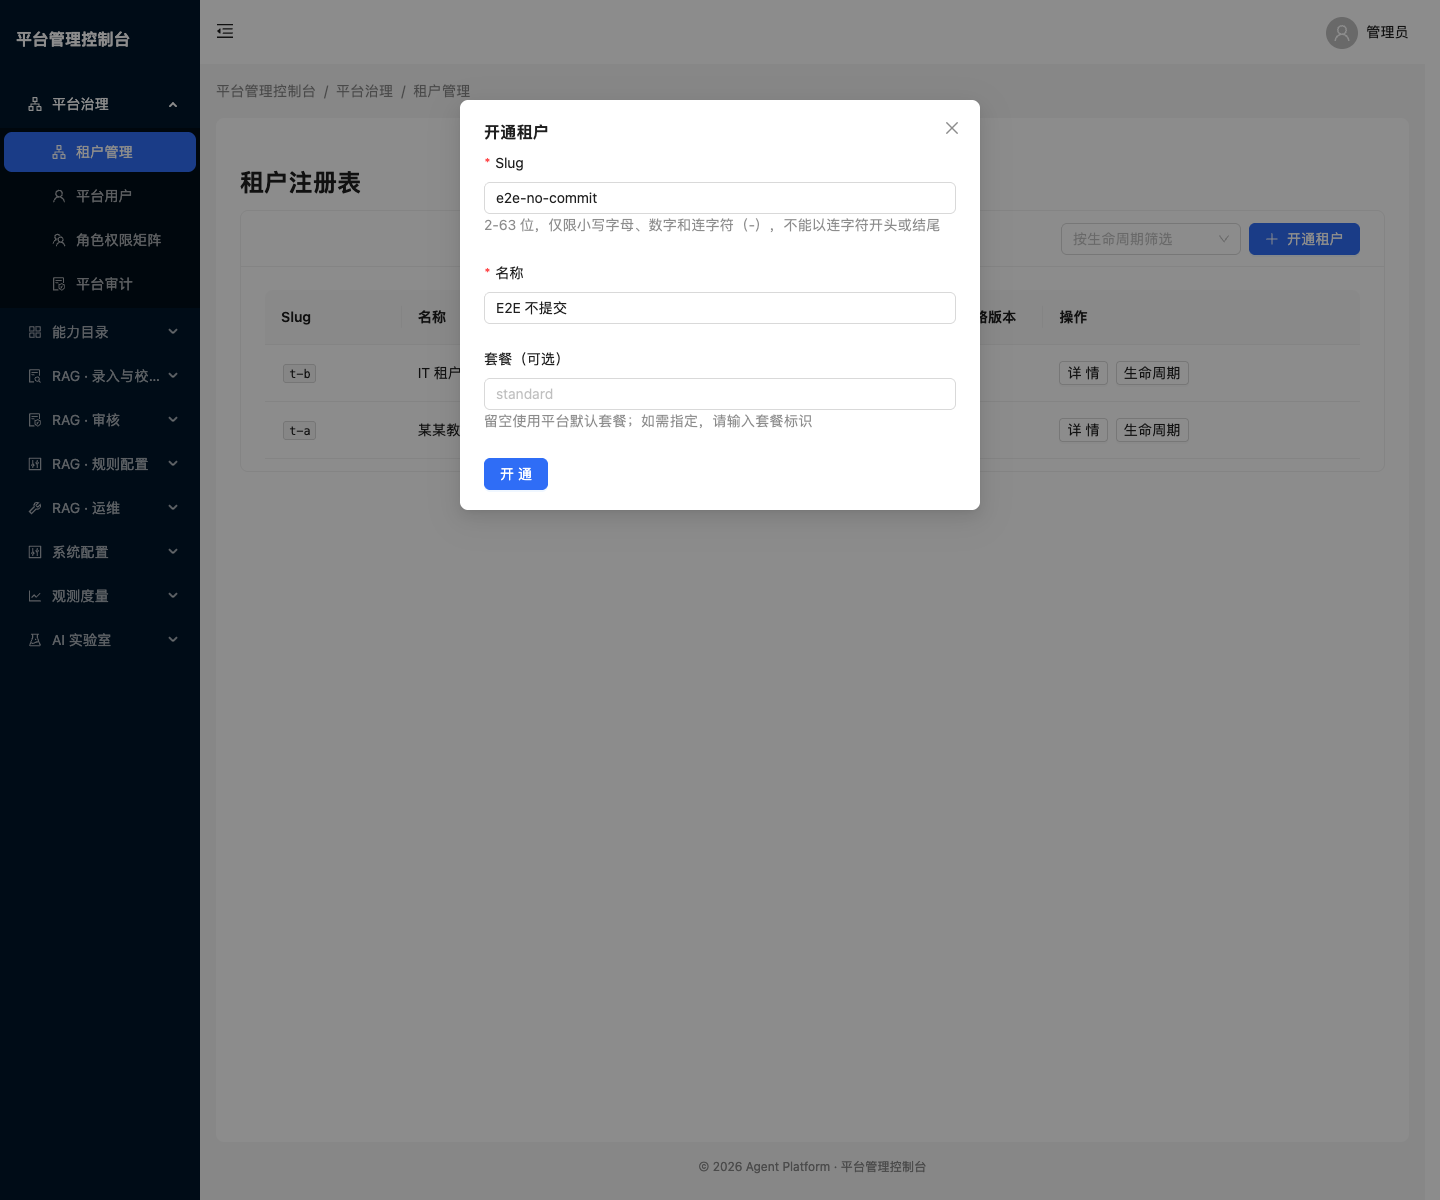 平台管理控制台
平台治理
租户管理
平台用户
角色权限矩阵
平台审计
能力目录
RAG · 录入与校...
RAG · 审核
RAG · 规则配置
RAG · 运维
系统配置
观测度量
AI 实验室
管理员
平台管理控制台 / 平台治理 / 租户管理
租户注册表
按生命周期筛选
开通租户
Slug 名称 版本 操作
t-b IT 租户 详 情 生命周期
t-a 某某教 详 情 生命周期
开通租户
* Slug
e2e-no-commit
2-63 位，仅限小写字母、数字和连字符（-），不能以连字符开头或结尾
* 名称
E2E 不提交
套餐（可选）
standard
留空使用平台默认套餐；如需指定，请输入套餐标识
开 通
© 2026 Agent Platform · 平台管理控制台